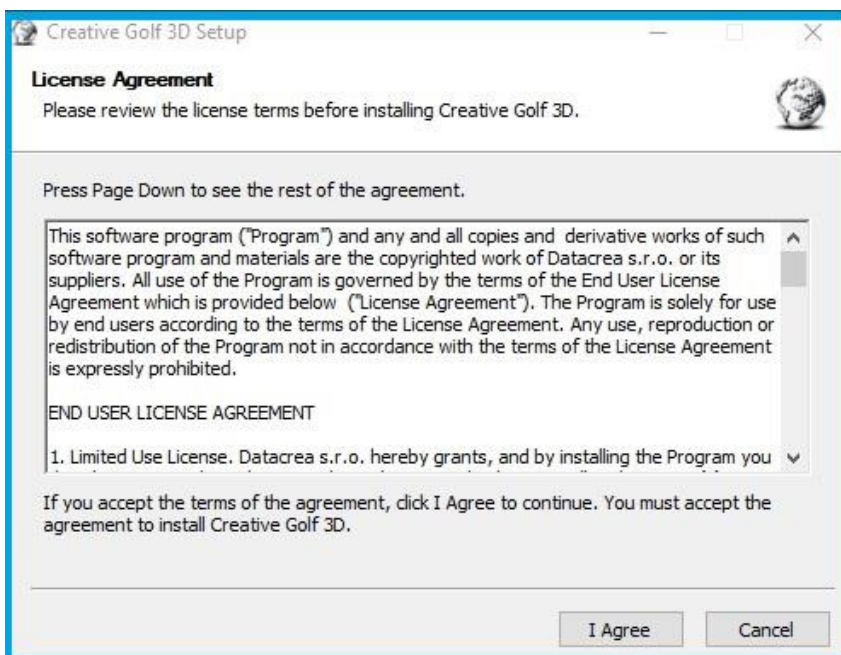 Creative Golf 3D Setup
License Agreement
Please review the license terms before installing Creative Golf 3D.
Press Page Down to see the rest of the agreement.
This software program ("Program") and any and all copies and  derivative works of such
software program and materials are the copyrighted work of Datacrea s.r.o. or its
suppliers. All use of the Program is governed by the terms of the End User License
Agreement which is provided below  ("License Agreement"). The Program is solely for use
by end users according to the terms of the License Agreement. Any use, reproduction or
redistribution of the Program not in accordance with the terms of the License Agreement
is expressly prohibited.
END USER LICENSE AGREEMENT
1. Limited Use License. Datacrea s.r.o. hereby grants, and by installing the Program you
If you accept the terms of the agreement, click I Agree to continue. You must accept the
agreement to install Creative Golf 3D.
I Agree
Cancel